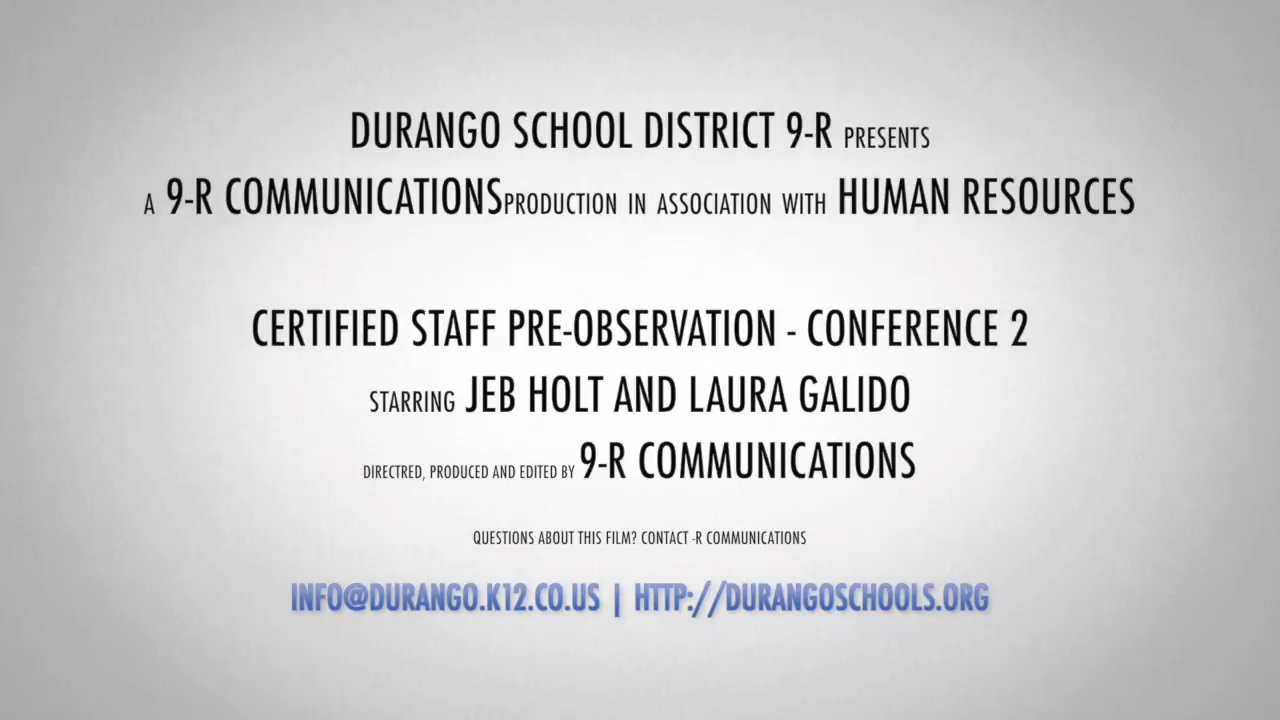 DURANGO SCHOOL DISTRICT 9-R PRESENTS
A 9-R COMMUNICATIONSPRODUCTION IN ASSOCIATION WITH HUMAN RESOURCES
CERTIFIED STAFF PRE-OBSERVATION - CONFERENCE 2
STARRING JEB HOLT AND LAURA GALIDO
DIRECTRED, PRODUCED AND EDITED BY 9-R COMMUNICATIONS
QUESTIONS ABOUT THIS FILM? CONTACT -R COMMUNICATIONS
INFO@DURANGO.K12.CO.US | HTTP://DURANGOSCHOOLS.ORG